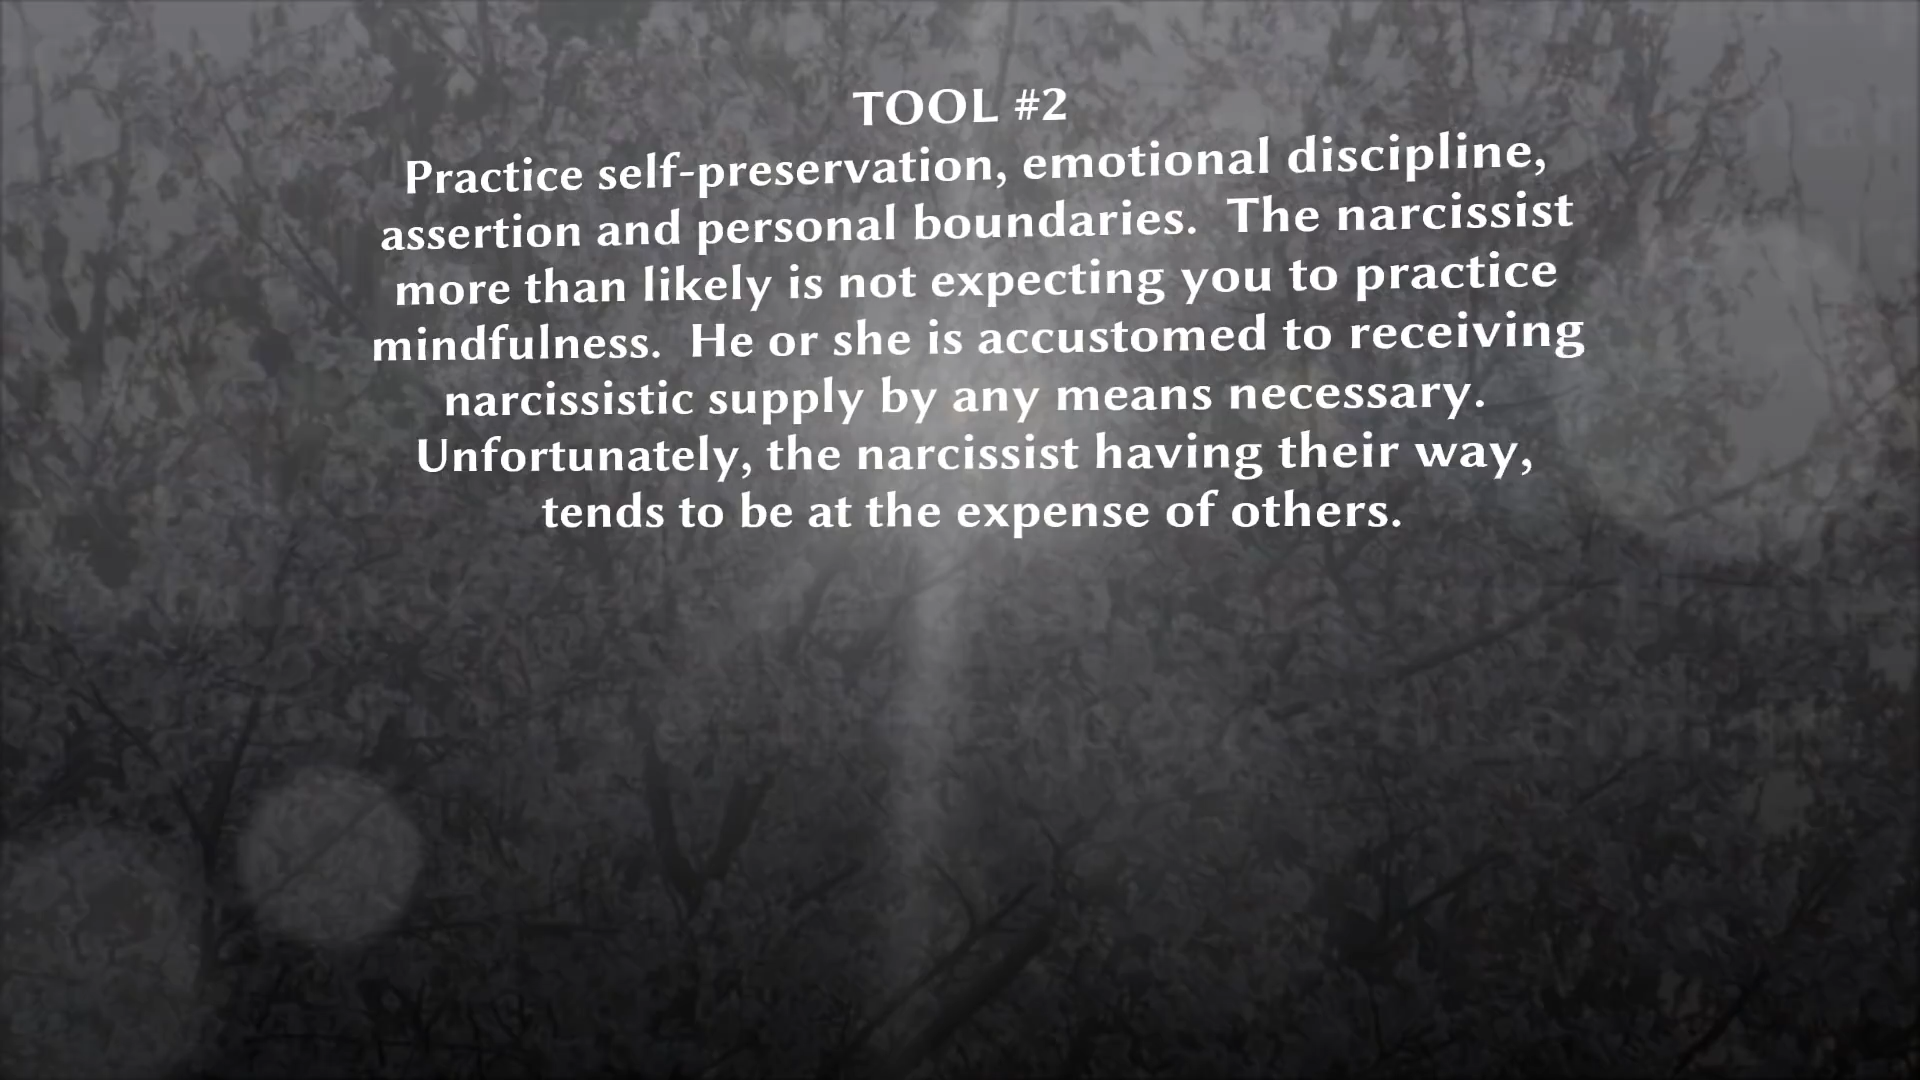 TOOL #2
Practice self-preservation, emotional discipline,
assertion and personal boundaries.  The narcissist
more than likely is not expecting you to practice
mindfulness.  He or she is accustomed to receiving
narcissistic supply by any means necessary.
Unfortunately, the narcissist having their way,
tends to be at the expense of others.